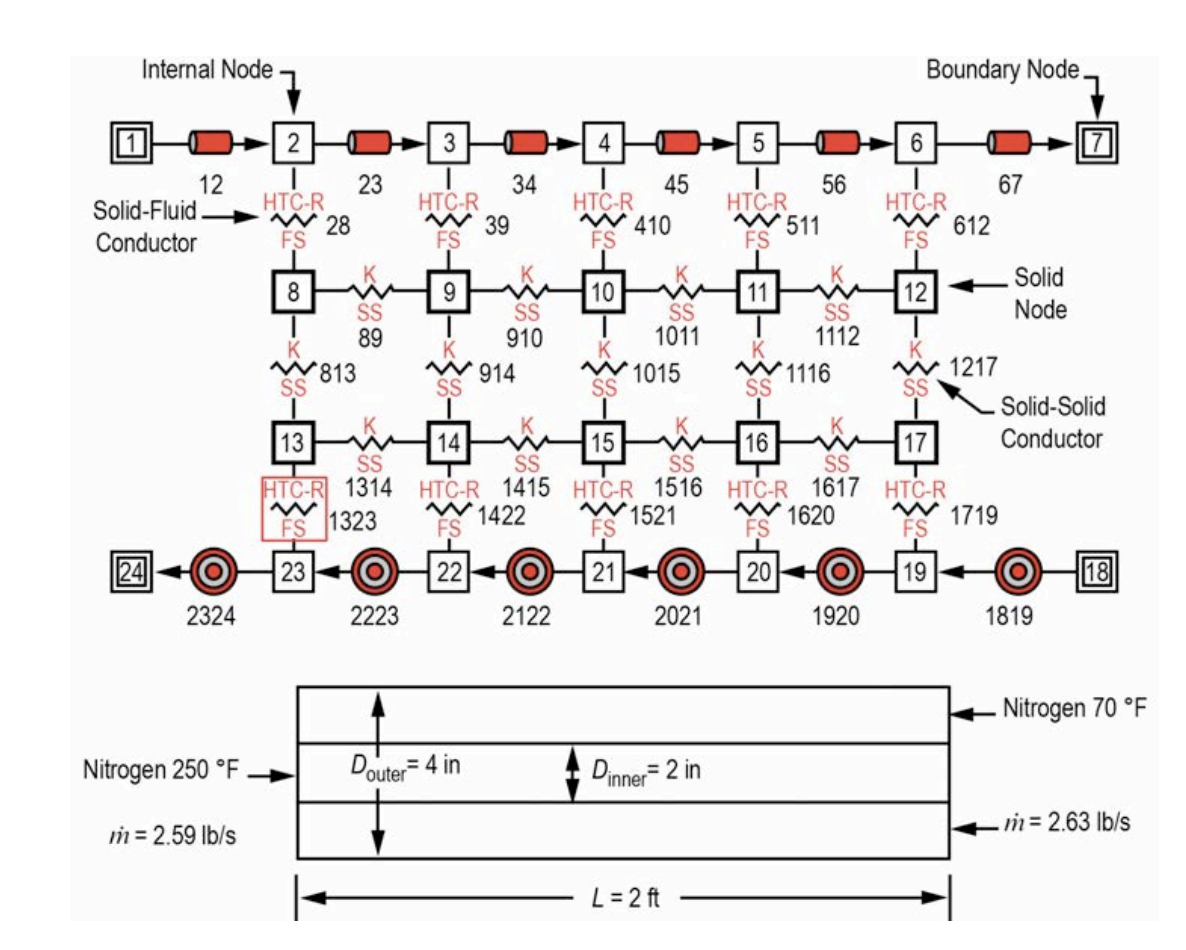 Internal Node
Boundary Node
1 2 3 4 5 6 7
12 23 34 45 56 67
HTC-R HTC-R HTC-R HTC-R HTC-R
Solid-Fluid
Conductor
28 39 410 511 612
FS FS FS FS FS
K K K K
8 9 10 11 12
SS SS SS SS
89 910 1011 1112
Solid
Node
K K K K K
813 914 1015 1116 1217
SS SS SS SS SS
Solid-Solid
Conductor
K K K K
13 14 15 16 17
SS SS SS SS
1314 1415 1516 1617
HTC-R HTC-R HTC-R HTC-R HTC-R
1323 1422 1521 1620 1719
FS FS FS FS FS
24 23 22 21 20 19 18
2324 2223 2122 2021 1920 1819
Nitrogen 70 °F
Nitrogen 250 °F
Douter= 4 in
Dinner= 2 in
ṁ = 2.59 lb/s
ṁ = 2.63 lb/s
L = 2 ft